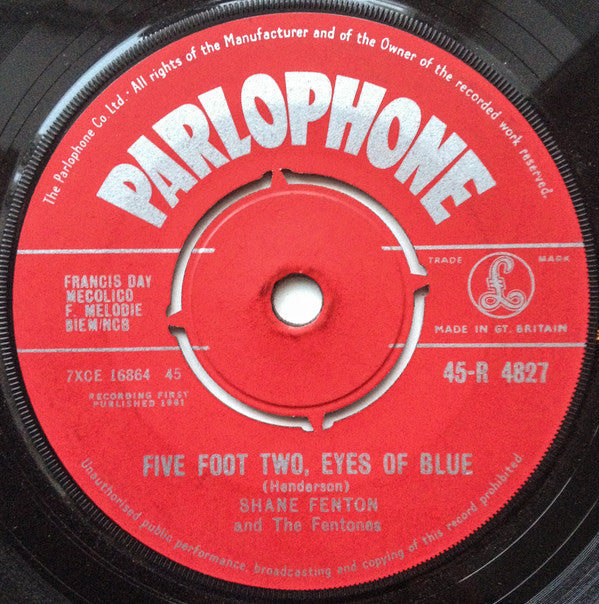 The Parlophone Co. Ltd. · All rights of the Manufacturer and of the Owner of the recorded work reserved.
PARLOPHONE
FRANCIS DAY
MECOLICO
F. MELODIE
BIEM/NCB
TRADE MARK
£
MADE IN GT. BRITAIN
7XCE 16864 45
45-R 4827
RECORDING FIRST
PUBLISHED 1961
FIVE FOOT TWO, EYES OF BLUE
(Henderson)
SHANE FENTON
and The Fentones
Unauthorised public performance, broadcasting and copying of this record prohibited.